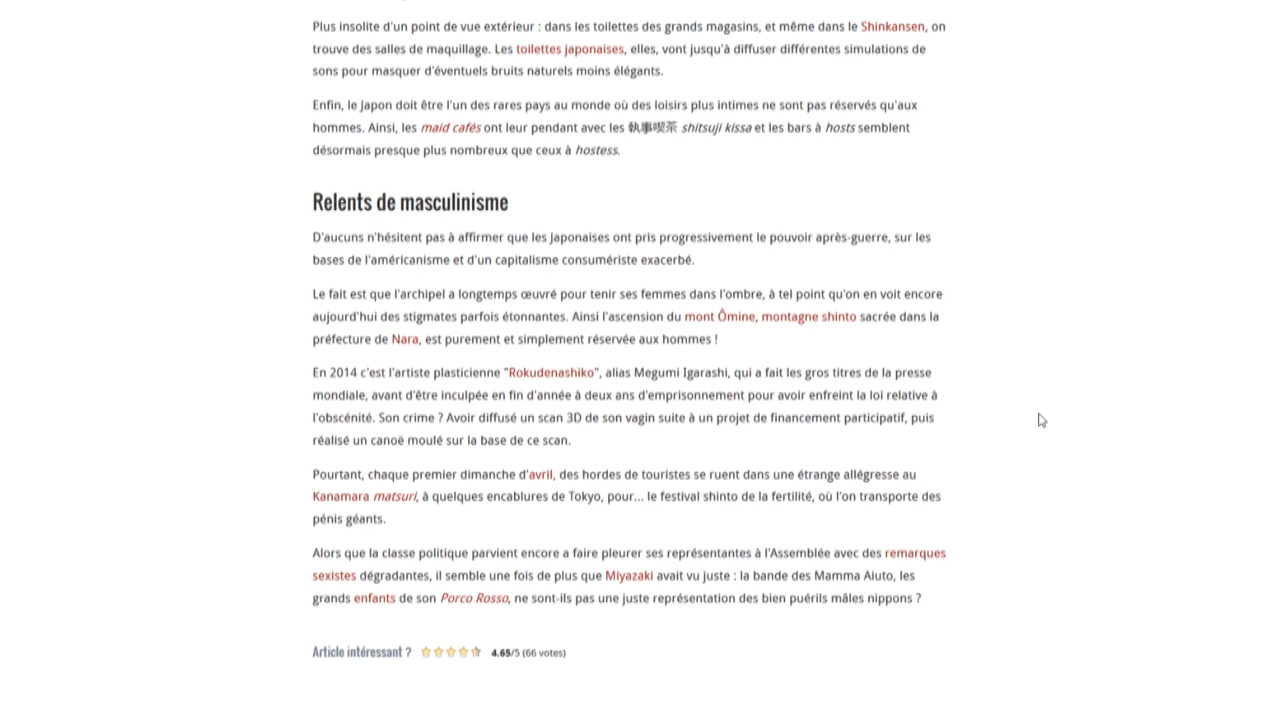 Plus insolite d'un point de vue extérieur : dans les toilettes des grands magasins, et même dans le Shinkansen, on
trouve des salles de maquillage. Les toilettes japonaises, elles, vont jusqu'à diffuser différentes simulations de
sons pour masquer d'éventuels bruits naturels moins élégants.
Enfin, le Japon doit être l'un des rares pays au monde où des loisirs plus intimes ne sont pas réservés qu'aux
hommes. Ainsi, les maid cafés ont leur pendant avec les 執事喫茶 shitsuji kissa et les bars à hosts semblent
désormais presque plus nombreux que ceux à hostess.
Relents de masculinisme
D'aucuns n'hésitent pas à affirmer que les Japonaises ont pris progressivement le pouvoir après-guerre, sur les
bases de l'américanisme et d'un capitalisme consumériste exacerbé.
Le fait est que l'archipel a longtemps œuvré pour tenir ses femmes dans l'ombre, à tel point qu'on en voit encore
aujourd'hui des stigmates parfois étonnantes. Ainsi l'ascension du mont Ômine, montagne shinto sacrée dans la
préfecture de Nara, est purement et simplement réservée aux hommes !
En 2014 c'est l'artiste plasticienne "Rokudenashiko", alias Megumi Igarashi, qui a fait les gros titres de la presse
mondiale, avant d'être inculpée en fin d'année à deux ans d'emprisonnement pour avoir enfreint la loi relative à
l'obscénité. Son crime ? Avoir diffusé un scan 3D de son vagin suite à un projet de financement participatif, puis
réalisé un canoë moulé sur la base de ce scan.
Pourtant, chaque premier dimanche d'avril, des hordes de touristes se ruent dans une étrange allégresse au
Kanamara matsuri, à quelques encablures de Tokyo, pour... le festival shinto de la fertilité, où l'on transporte des
pénis géants.
Alors que la classe politique parvient encore a faire pleurer ses représentantes à l'Assemblée avec des remarques
sexistes dégradantes, il semble une fois de plus que Miyazaki avait vu juste : la bande des Mamma Aiuto, les
grands enfants de son Porco Rosso, ne sont-ils pas une juste représentation des bien puérils mâles nippons ?
Article intéressant ? 4.65/5 (66 votes)